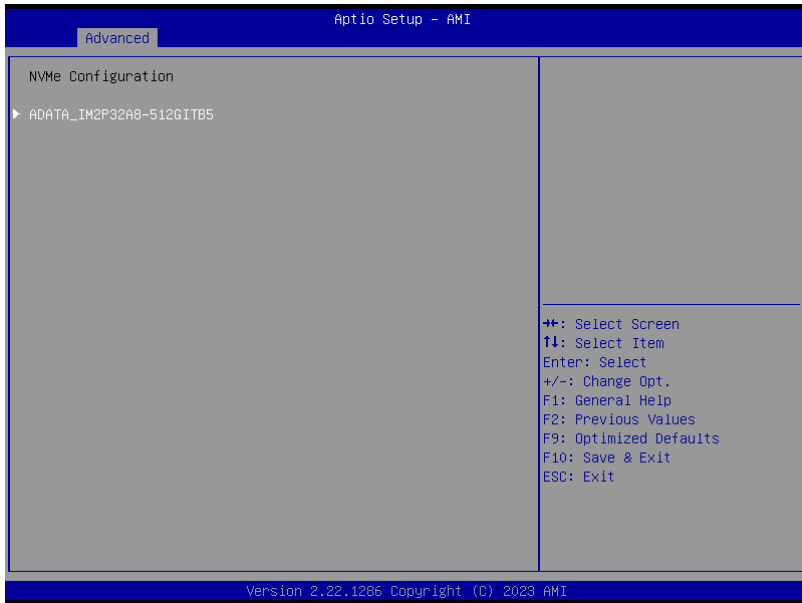 Aptio Setup - AMI
Advanced
NVMe Configuration
ADATA_IM2P32A8-512GITB5
→←: Select Screen
↑↓: Select Item
Enter: Select
+/-: Change Opt.
F1: General Help
F2: Previous Values
F9: Optimized Defaults
F10: Save & Exit
ESC: Exit
Version 2.22.1286 Copyright (C) 2023 AMI